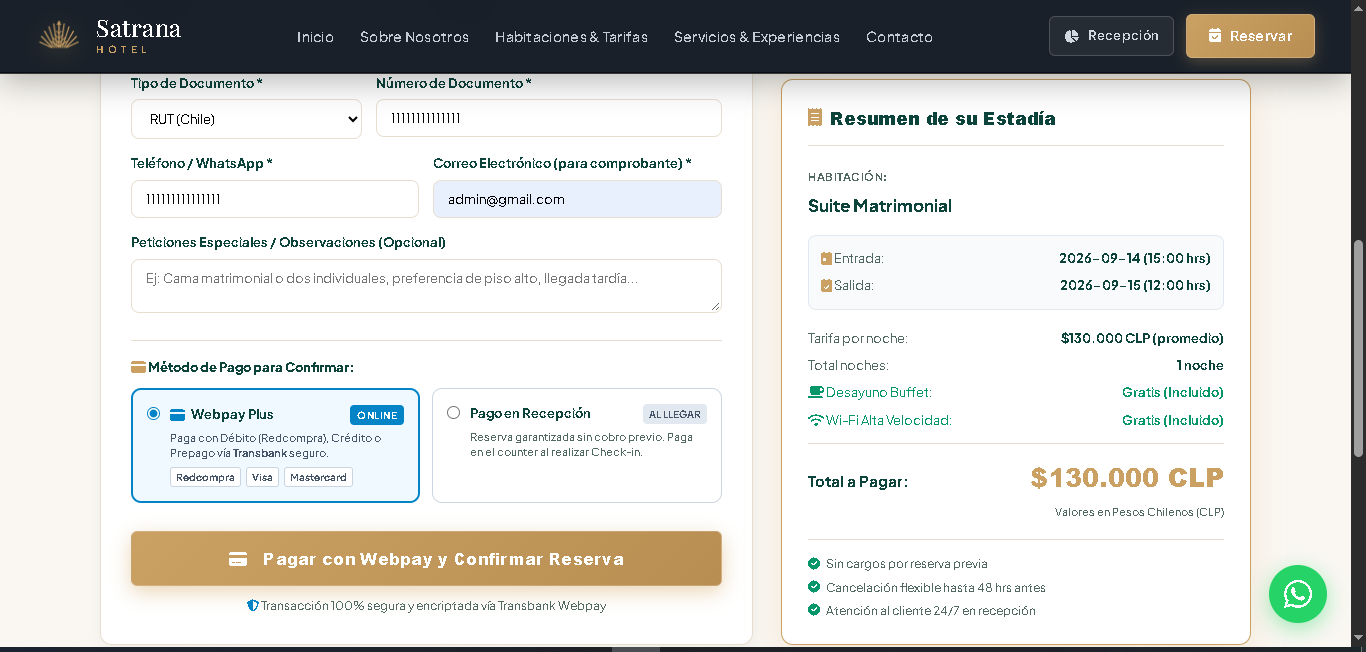 Satrana
HOTEL
Inicio
Sobre Nosotros
Habitaciones & Tarifas
Servicios & Experiencias
Contacto
Recepción
Reservar
Tipo de Documento *
Número de Documento *
RUT (Chile)
11111111111111
Teléfono / WhatsApp *
Correo Electrónico (para comprobante) *
admin@gmail.com
Peticiones Especiales / Observaciones (Opcional)
Ej: Cama matrimonial o dos individuales, preferencia de piso alto, llegada tardía...
Método de Pago para Confirmar:
Webpay Plus
ONLINE
Paga con Débito (Redcompra), Crédito o
Prepago vía Transbank seguro.
Redcompra
Visa
Mastercard
Pago en Recepción
AL LLEGAR
Reserva garantizada sin cobro previo. Paga
en el counter al realizar Check-in.
Pagar con Webpay y Confirmar Reserva
Transacción 100% segura y encriptada vía Transbank Webpay
Resumen de su Estadía
HABITACIÓN:
Suite Matrimonial
Entrada: 2026-09-14 (15:00 hrs)
Salida: 2026-09-15 (12:00 hrs)
Tarifa por noche: $130.000 CLP (promedio)
Total noches: 1 noche
Desayuno Buffet: Gratis (Incluido)
Wi-Fi Alta Velocidad: Gratis (Incluido)
Total a Pagar: $130.000 CLP
Valores en Pesos Chilenos (CLP)
Sin cargos por reserva previa
Cancelación flexible hasta 48 hrs antes
Atención al cliente 24/7 en recepción